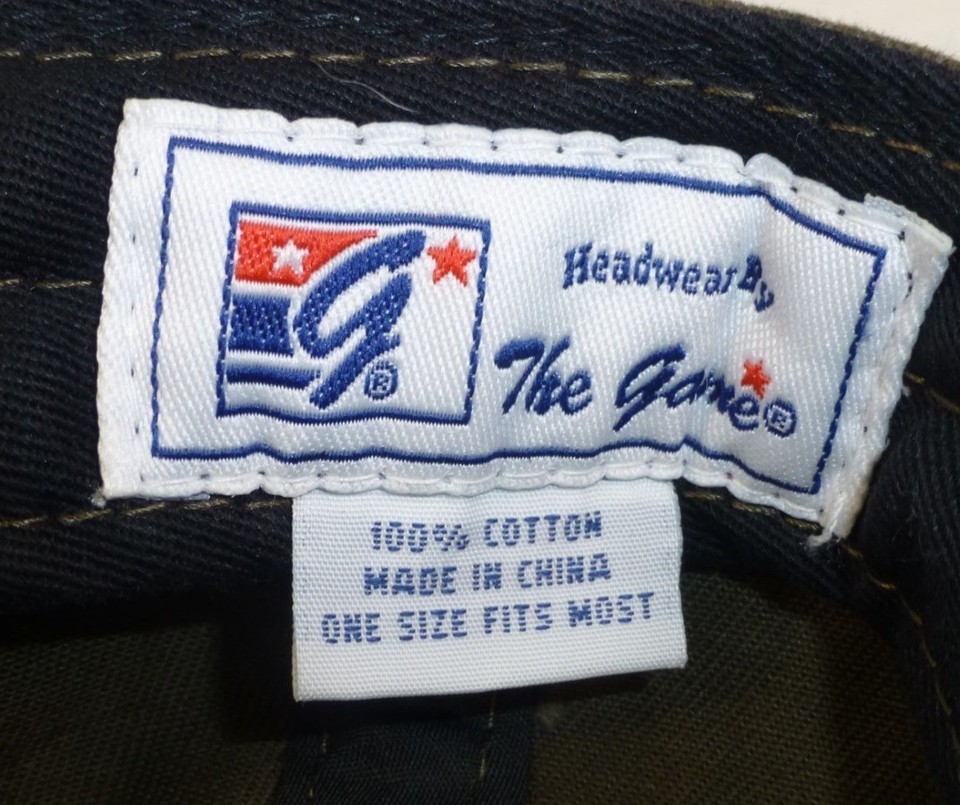 g®
Headwear By
The Game®
100% COTTON
MADE IN CHINA
ONE SIZE FITS MOST